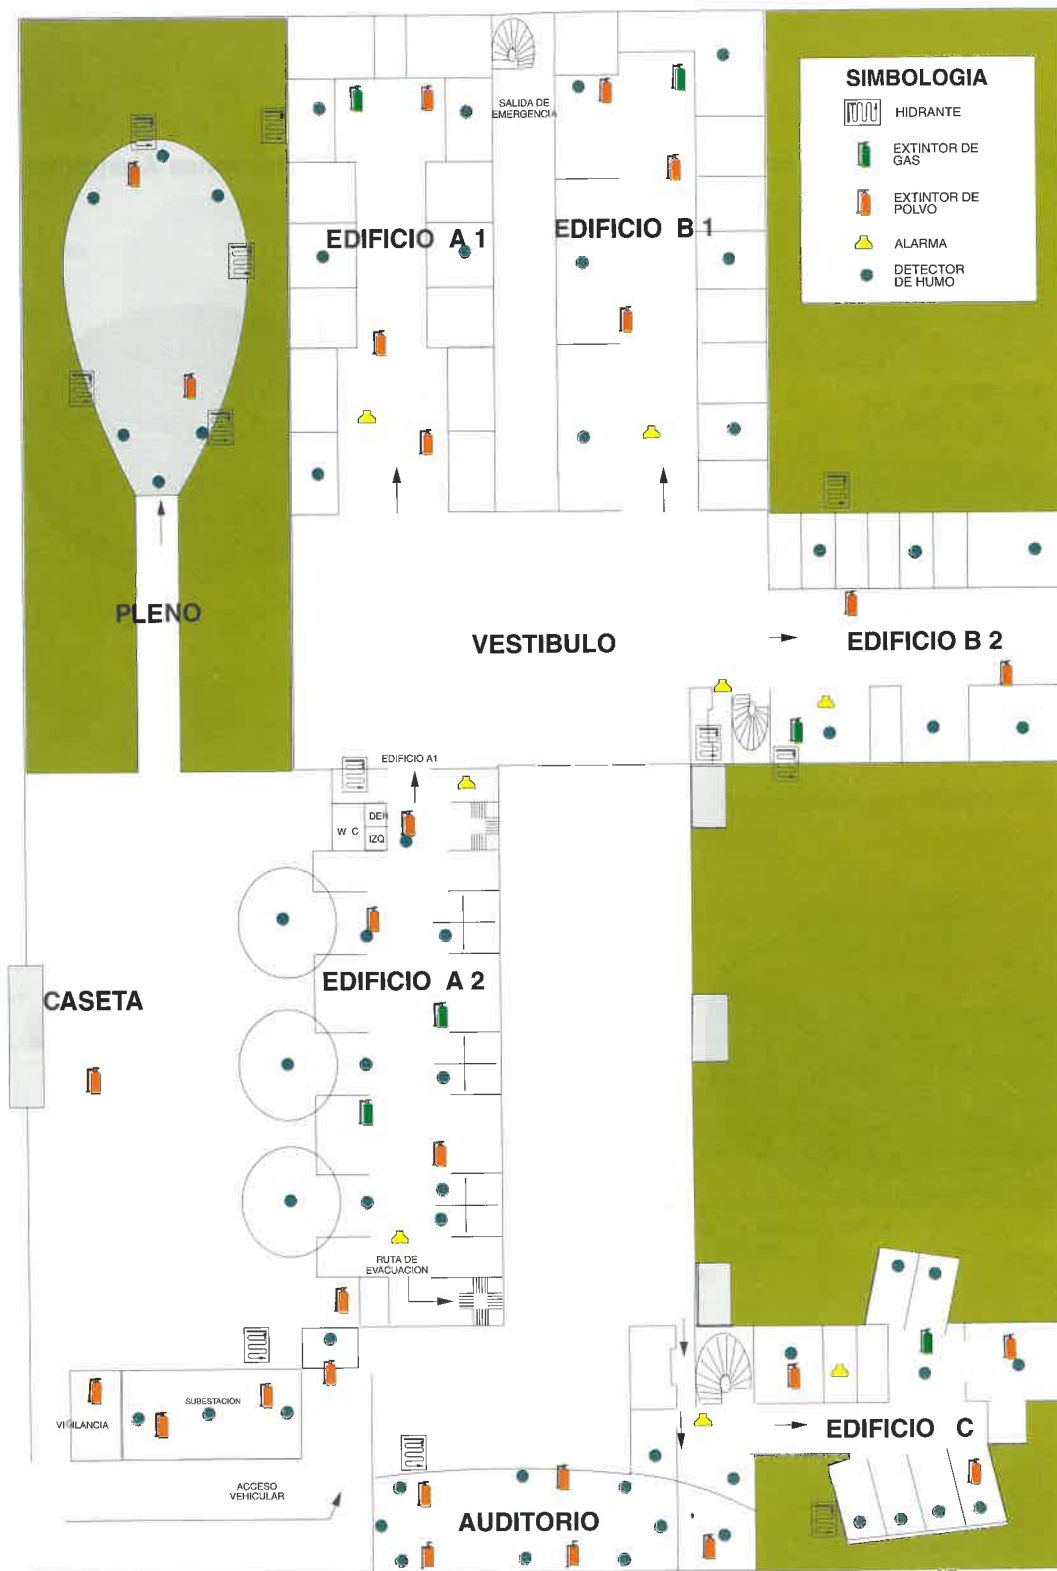 SALIDA DE
EMERGENCIA
SIMBOLOGIA
HIDRANTE
EXTINTOR DE
GAS
EXTINTOR DE
POLVO
ALARMA
DETECTOR
DE HUMO
EDIFICIO A 1
EDIFICIO B 1
PLENO
VESTIBULO
EDIFICIO B 2
EDIFICIO A1
W C
DER
IZQ
EDIFICIO A 2
CASETA
RUTA DE
EVACUACION
VIGILANCIA
SUBESTACION
ACCESO
VEHICULAR
EDIFICIO C
AUDITORIO